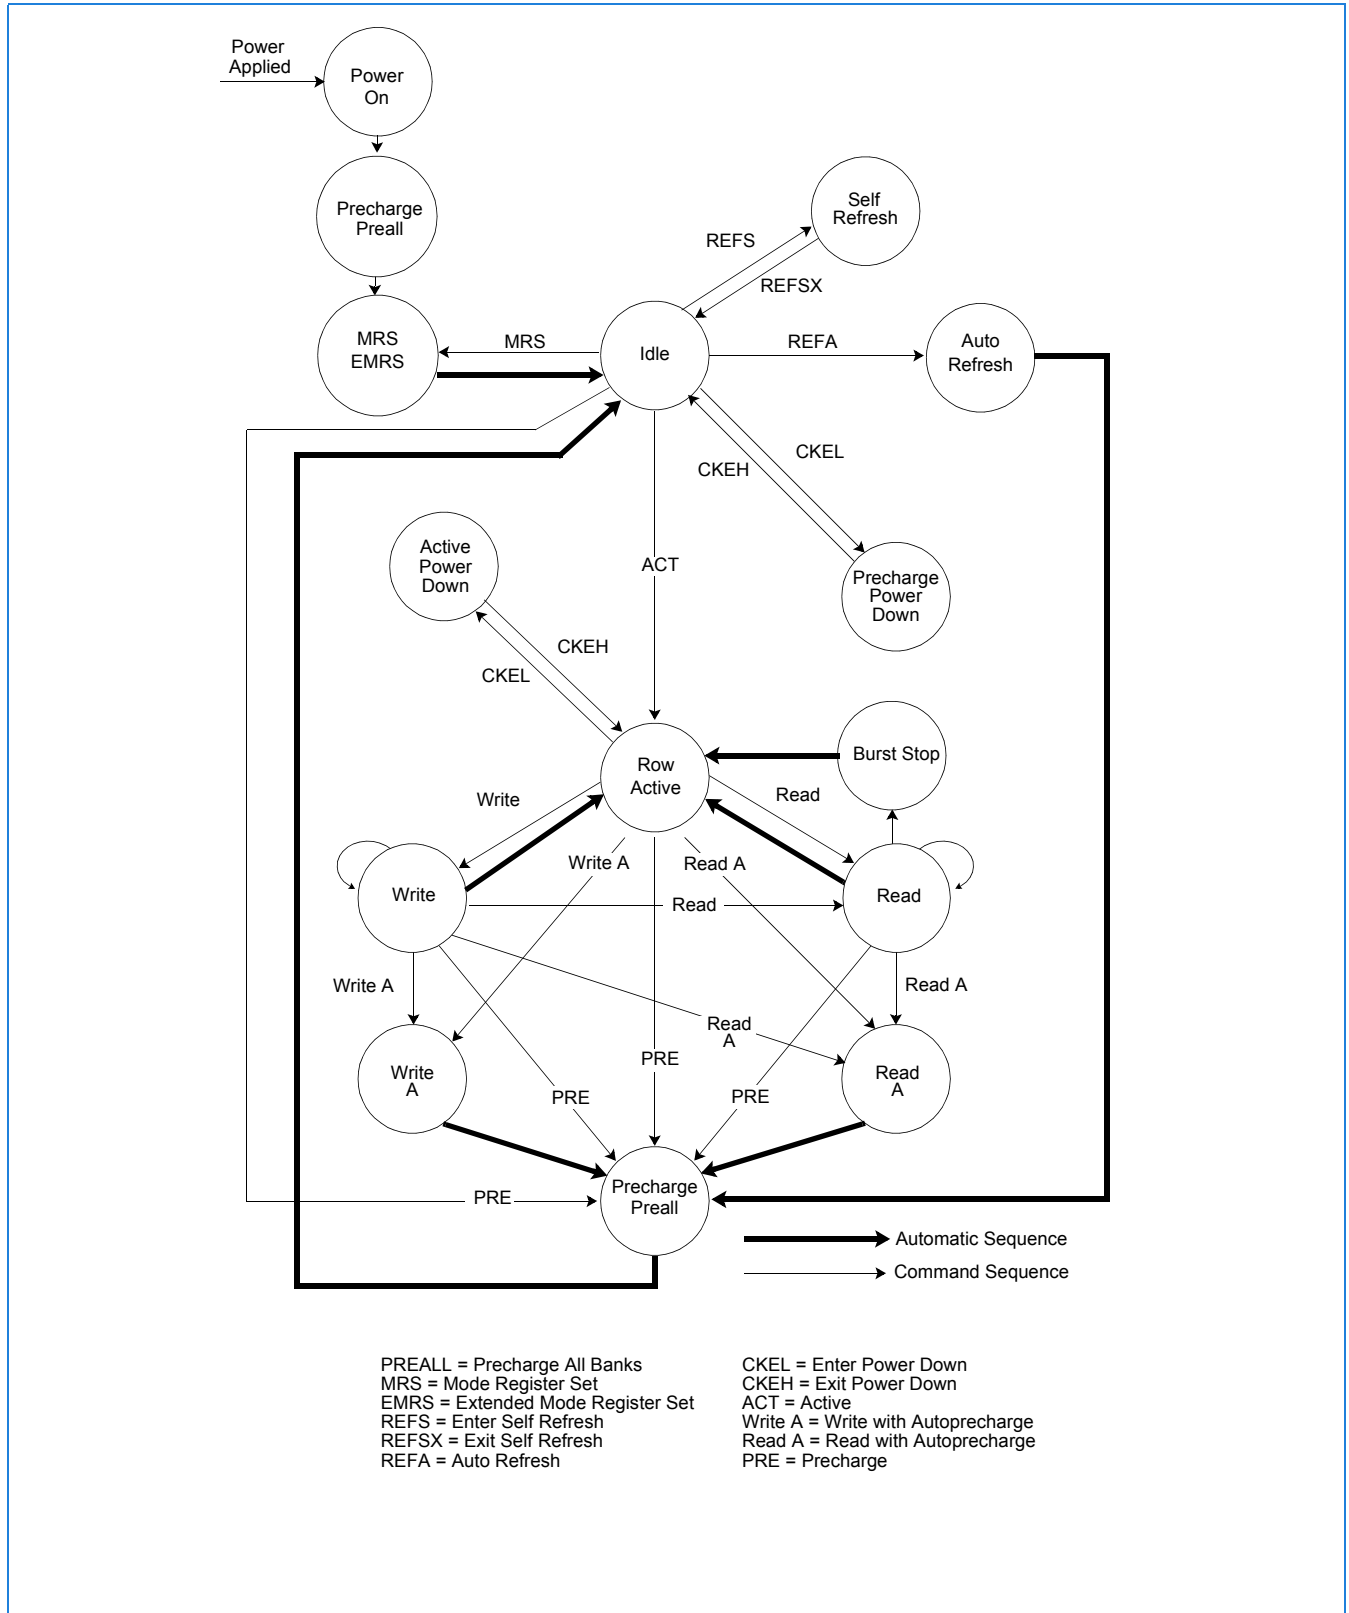 Power
Applied
Power
On
Precharge
Preall
Self
Refresh
REFS
REFSX
MRS
EMRS
MRS
Idle
REFA
Auto
Refresh
CKEL
CKEH
Active
Power
Down
ACT
Precharge
Power
Down
CKEH
CKEL
Burst Stop
Row
Active
Write
Read
Write A
Read A
Write
Read
Read
Write A
Read A
Read
A
PRE
Write
A
PRE
PRE
Read
A
Precharge
Preall
PRE
Automatic Sequence
Command Sequence
PREALL = Precharge All Banks
MRS = Mode Register Set
EMRS = Extended Mode Register Set
REFS = Enter Self Refresh
REFSX = Exit Self Refresh
REFA = Auto Refresh
CKEL = Enter Power Down
CKEH = Exit Power Down
ACT = Active
Write A = Write with Autoprecharge
Read A = Read with Autoprecharge
PRE = Precharge